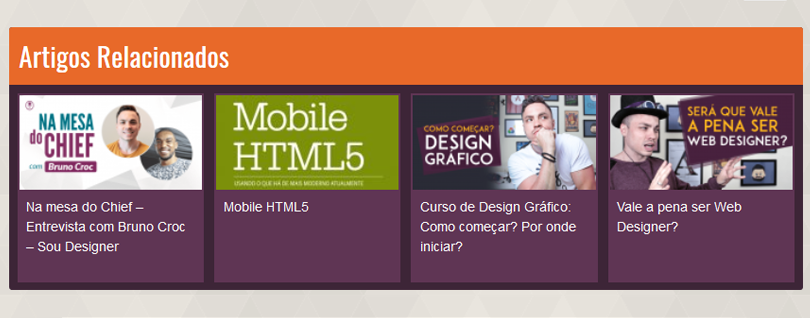 Artigos Relacionados
NA MESA
do CHIEF
com Bruno Croc
Mobile
HTML5
USANDO O QUE HÁ DE MAIS MODERNO ATUALMENTE
COMO COMEÇAR?
DESIGN
GRÁFICO
SERÁ QUE VALE
A PENA SER
WEB DESIGNER?
Na mesa do Chief –
Entrevista com Bruno Croc
– Sou Designer
Mobile HTML5
Curso de Design Gráfico:
Como começar? Por onde
iniciar?
Vale a pena ser Web
Designer?